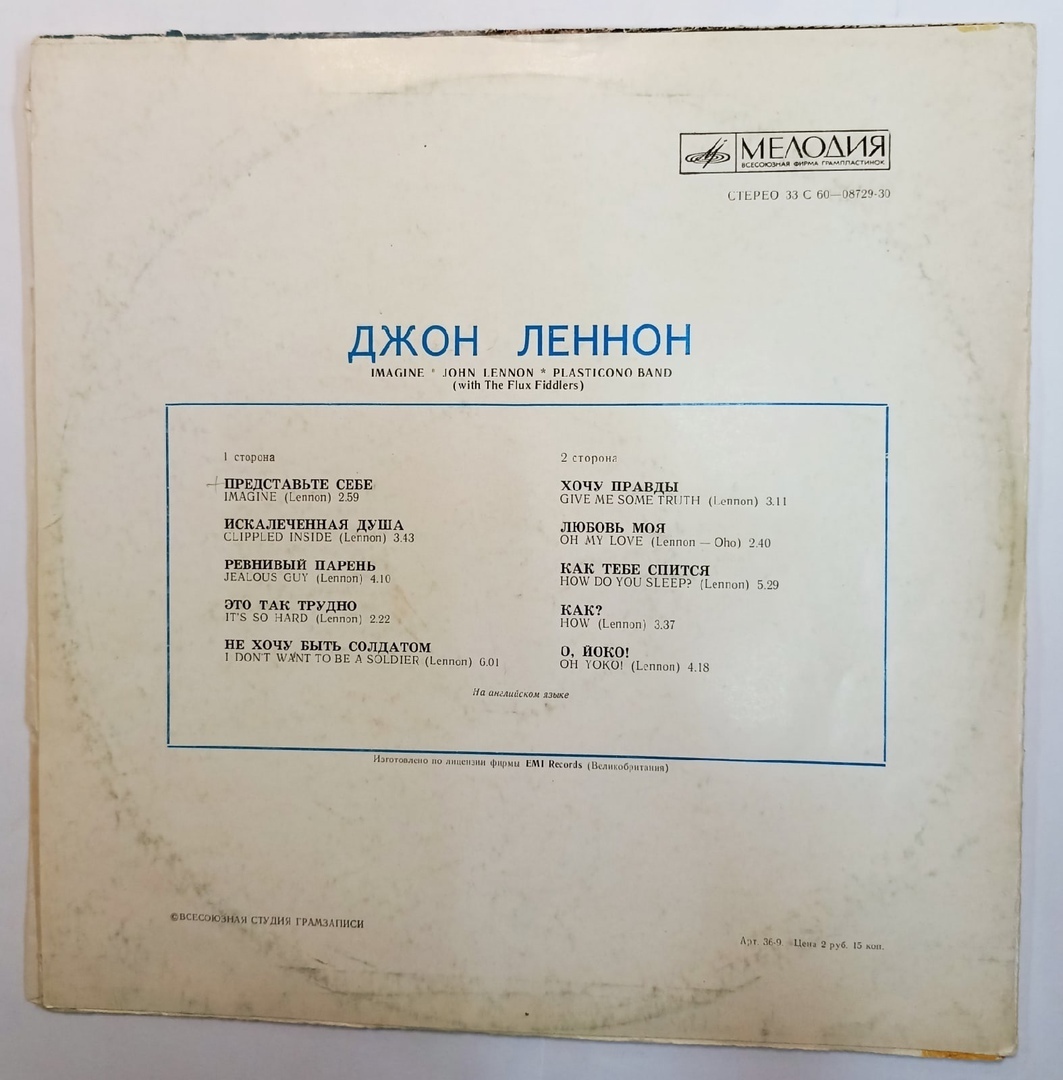 МЕЛОДИЯ
ВСЕСОЮЗНАЯ ФИРМА ГРАМПЛАСТИНОК
СТЕРЕО 33 С 60—08729-30
ДЖОН ЛЕННОН
IMAGINE * JOHN LENNON * PLASTICONO BAND
(with The Flux Fiddlers)
1 сторона
ПРЕДСТАВЬТЕ СЕБЕ
IMAGINE (Lennon) 2.59
ИСКАЛЕЧЕННАЯ ДУША
CLIPPLED INSIDE (Lennon) 3.43
РЕВНИВЫЙ ПАРЕНЬ
JEALOUS GUY (Lennon) 4.10
ЭТО ТАК ТРУДНО
IT'S SO HARD (Lennon) 2.22
НЕ ХОЧУ БЫТЬ СОЛДАТОМ
I DON'T WANT TO BE A SOLDIER (Lennon) 6.01
2 сторона
ХОЧУ ПРАВДЫ
GIVE ME SOME TRUTH (Lennon) 3.11
ЛЮБОВЬ МОЯ
OH MY LOVE (Lennon — Oho) 2.40
КАК ТЕБЕ СПИТСЯ
HOW DO YOU SLEEP? (Lennon) 5.29
КАК?
HOW (Lennon) 3.37
О, ЙОКО!
OH YOKO! (Lennon) 4.18
На английском языке
Изготовлено по лицензии фирмы EMI Records (Великобритания)
©ВСЕСОЮЗНАЯ СТУДИЯ ГРАМЗАПИСИ
Арт. 36-9. Цена 2 руб. 15 коп.